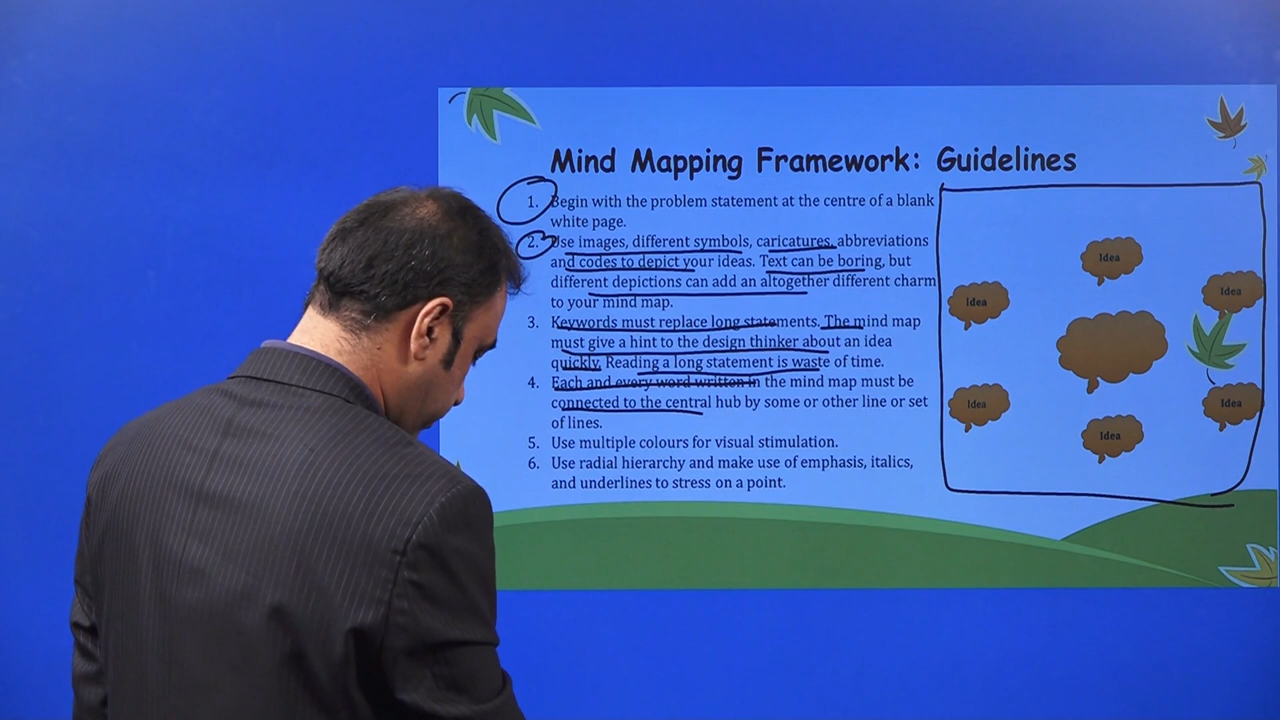 Mind Mapping Framework: Guidelines
1. Begin with the problem statement at the centre of a blank
white page.
2. Use images, different symbols, caricatures, abbreviations
and codes to depict your ideas. Text can be boring, but
different depictions can add an altogether different charm
to your mind map.
3. Keywords must replace long statements. The mind map
must give a hint to the design thinker about an idea
quickly. Reading a long statement is waste of time.
4. Each and every word written in the mind map must be
connected to the central hub by some or other line or set
of lines.
5. Use multiple colours for visual stimulation.
6. Use radial hierarchy and make use of emphasis, italics,
and underlines to stress on a point.
Idea
Idea
Idea
Idea
Idea
Idea